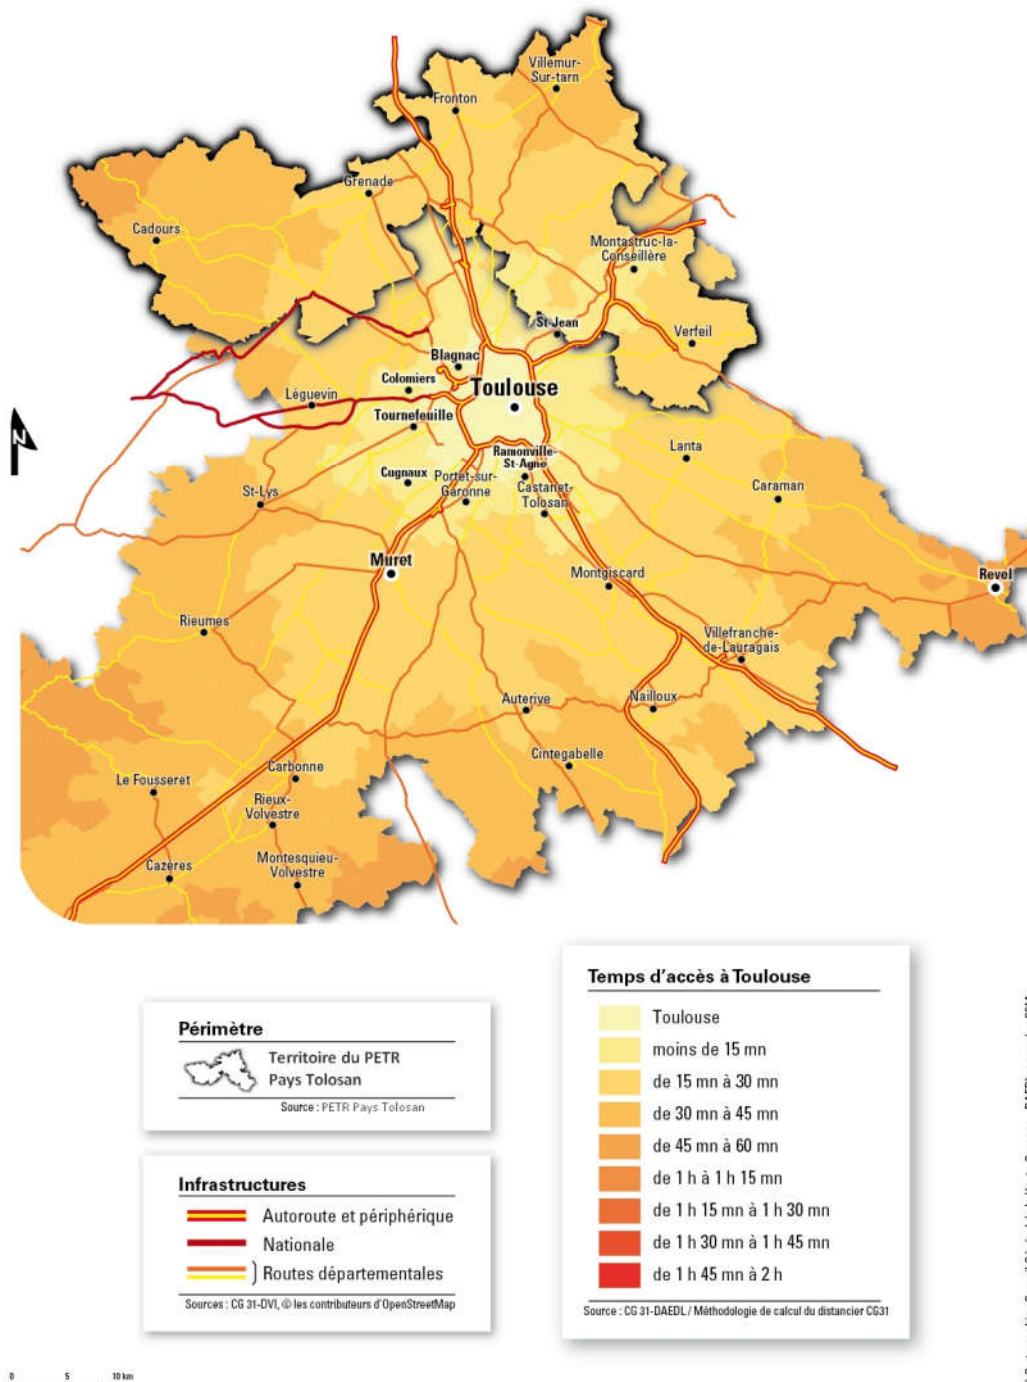 Villemur-
Sur-tarn
Fronton
Grenade
Cadours
Montastruc-la-
Conseillère
St-Jean
Verfeil
Blagnac
Colomiers
Toulouse
Léguevin
Tournefeuille
N
Lanta
Ramonville-
St-Agne
Cugnaux
Portet-sur-
Garonne
Castanet-
Tolosan
Caraman
St-Lys
Muret
Montgiscard
Revel
Rieumes
Villefranche-
de-Lauragais
Auterive
Nailloux
Cintegabelle
Le Fousseret
Carbonne
Rieux-
Volvestre
Cazères
Montesquieu-
Volvestre
Périmètre
Territoire du PETR
Pays Tolosan
Source : PETR Pays Tolosan
Infrastructures
Autoroute et périphérique
Nationale
Routes départementales
Sources : CG 31-DVI, © les contributeurs d'OpenStreetMap
Temps d'accès à Toulouse
Toulouse
moins de 15 mn
de 15 mn à 30 mn
de 30 mn à 45 mn
de 45 mn à 60 mn
de 1 h à 1 h 15 mn
de 1 h 15 mn à 1 h 30 mn
de 1 h 30 mn à 1 h 45 mn
de 1 h 45 mn à 2 h
Source : CG 31-DAEDL / Méthodologie de calcul du distancier CG31
0 5 10 km